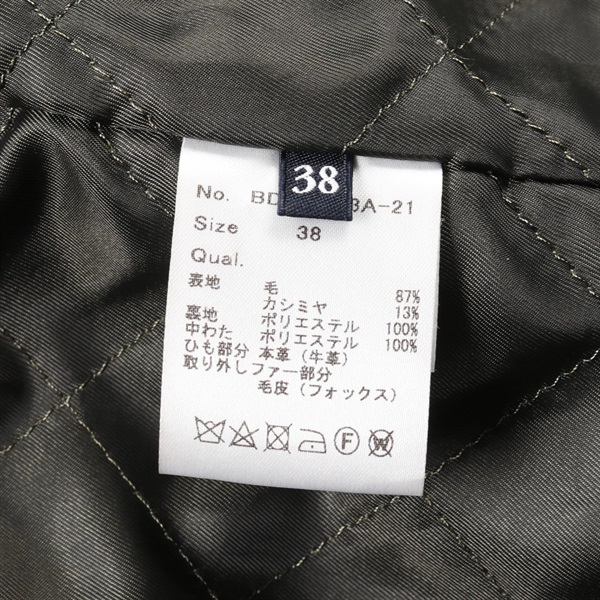 38
No. BD 3A-21
Size 38
Qual.
表地 毛 87%
カシミヤ 13%
裏地 ポリエステル 100%
中わた ポリエステル 100%
ひも部分 本革（牛革）
取り外しファー部分
毛皮（フォックス）
F W